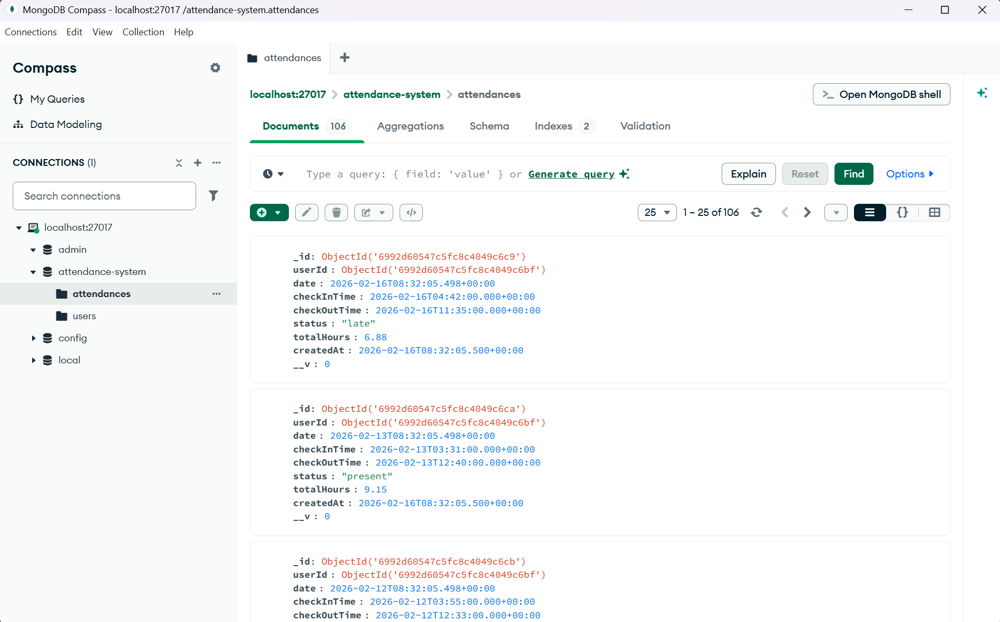 MongoDB Compass - localhost:27017 /attendance-system.attendances
Connections Edit View Collection Help
Compass
My Queries
Data Modeling
CONNECTIONS (1)
Search connections
localhost:27017
admin
attendance-system
attendances
users
config
local
attendances
localhost:27017 > attendance-system > attendances
>_ Open MongoDB shell
Documents 106 Aggregations Schema Indexes 2 Validation
Type a query: { field: 'value' } or Generate query
Explain Reset Find Options
25 1 – 25 of 106
_id: ObjectId('6992d60547c5fc8c4049c6c9')
userId : ObjectId('6992d60547c5fc8c4049c6bf')
date : 2026-02-16T08:32:05.498+00:00
checkInTime : 2026-02-16T04:42:00.000+00:00
checkOutTime : 2026-02-16T11:35:00.000+00:00
status : "late"
totalHours : 6.88
createdAt : 2026-02-16T08:32:05.500+00:00
__v : 0
_id: ObjectId('6992d60547c5fc8c4049c6ca')
userId : ObjectId('6992d60547c5fc8c4049c6bf')
date : 2026-02-13T08:32:05.498+00:00
checkInTime : 2026-02-13T03:31:00.000+00:00
checkOutTime : 2026-02-13T12:40:00.000+00:00
status : "present"
totalHours : 9.15
createdAt : 2026-02-16T08:32:05.500+00:00
__v : 0
_id: ObjectId('6992d60547c5fc8c4049c6cb')
userId : ObjectId('6992d60547c5fc8c4049c6bf')
date : 2026-02-12T08:32:05.498+00:00
checkInTime : 2026-02-12T03:55:00.000+00:00
checkOutTime : 2026-02-12T12:33:00.000+00:00